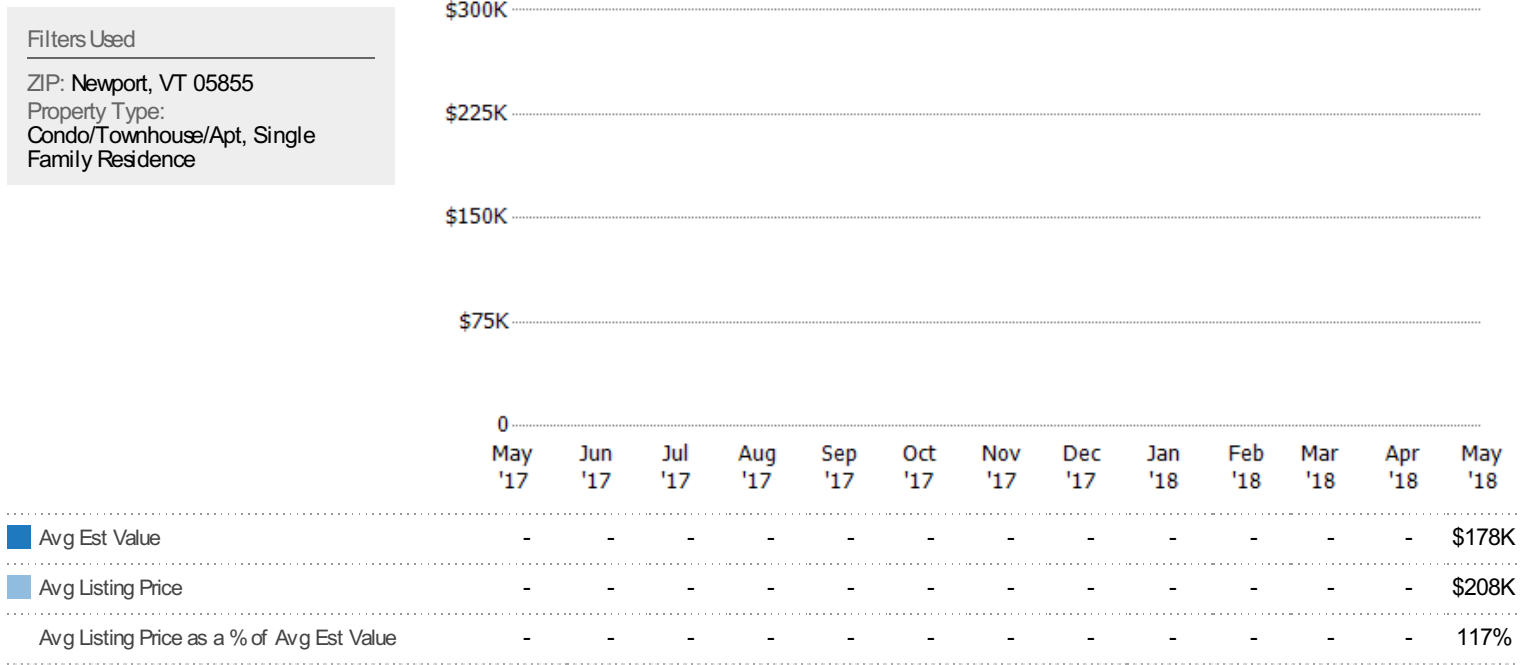 Filters Used
ZIP: Newport, VT 05855
Property Type:
Condo/Townhouse/Apt, Single
Family Residence
$300K
$225K
$150K
$75K
0
May Jun Jul Aug Sep Oct Nov Dec Jan Feb Mar Apr May
'17 '17 '17 '17 '17 '17 '17 '17 '18 '18 '18 '18 '18
Avg Est Value - - - - - - - - - - - - $178K
Avg Listing Price - - - - - - - - - - - - $208K
Avg Listing Price as a % of Avg Est Value - - - - - - - - - - - - 117%